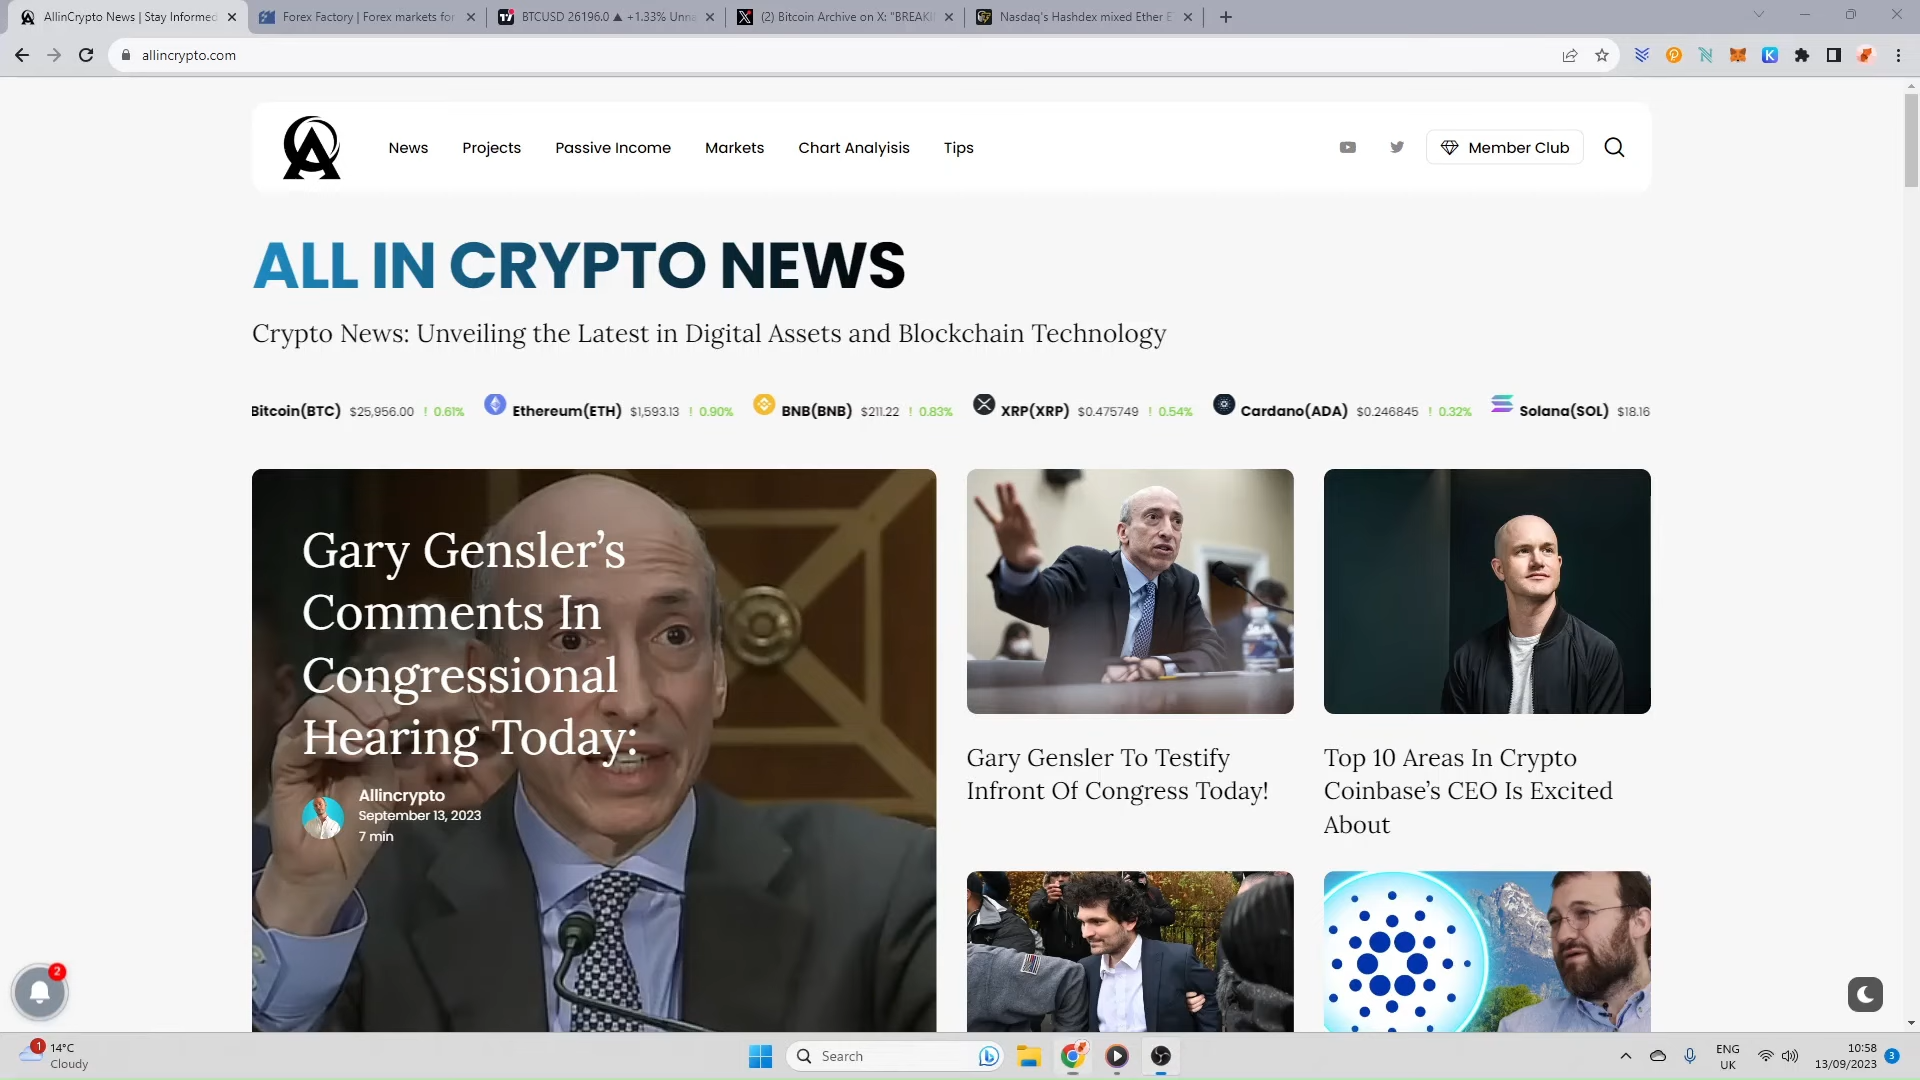 AllinCrypto News | Stay Informed
Forex Factory | Forex markets for
BTCUSD 26196.0 ▲ +1.33% Unna
(2) Bitcoin Archive on X: "BREAKI
Nasdaq's Hashdex mixed Ether E
allincrypto.com
News
Projects
Passive Income
Markets
Chart Analyisis
Tips
Member Club
ALL IN CRYPTO NEWS
Crypto News: Unveiling the Latest in Digital Assets and Blockchain Technology
Bitcoin(BTC) $25,956.00 ! 0.61%
Ethereum(ETH) $1,593.13 ! 0.90%
BNB(BNB) $211.22 ! 0.83%
XRP(XRP) $0.475749 ! 0.54%
Cardano(ADA) $0.246845 ! 0.32%
Solana(SOL) $18.16
Gary Gensler’s
Comments In
Congressional
Hearing Today:
Allincrypto
September 13, 2023
7 min
Gary Gensler To Testify
Infront Of Congress Today!
Top 10 Areas In Crypto
Coinbase’s CEO Is Excited
About
2
1
14°C
Cloudy
Search
ENG
UK
10:58
13/09/2023
3